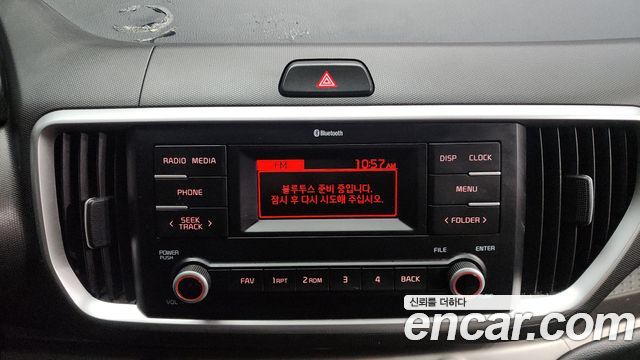 Bluetooth
RADIO MEDIA
FM 10:57AM
DISP CLOCK
블루투스 준비 중입니다.
잠시 후 다시 시도해 주십시오.
PHONE
MENU
< SEEK TRACK >
< FOLDER >
POWER PUSH
FILE
ENTER
VOL
FAV 1RPT 2RDM 3 4 BACK
신뢰를 더하다
encar.com